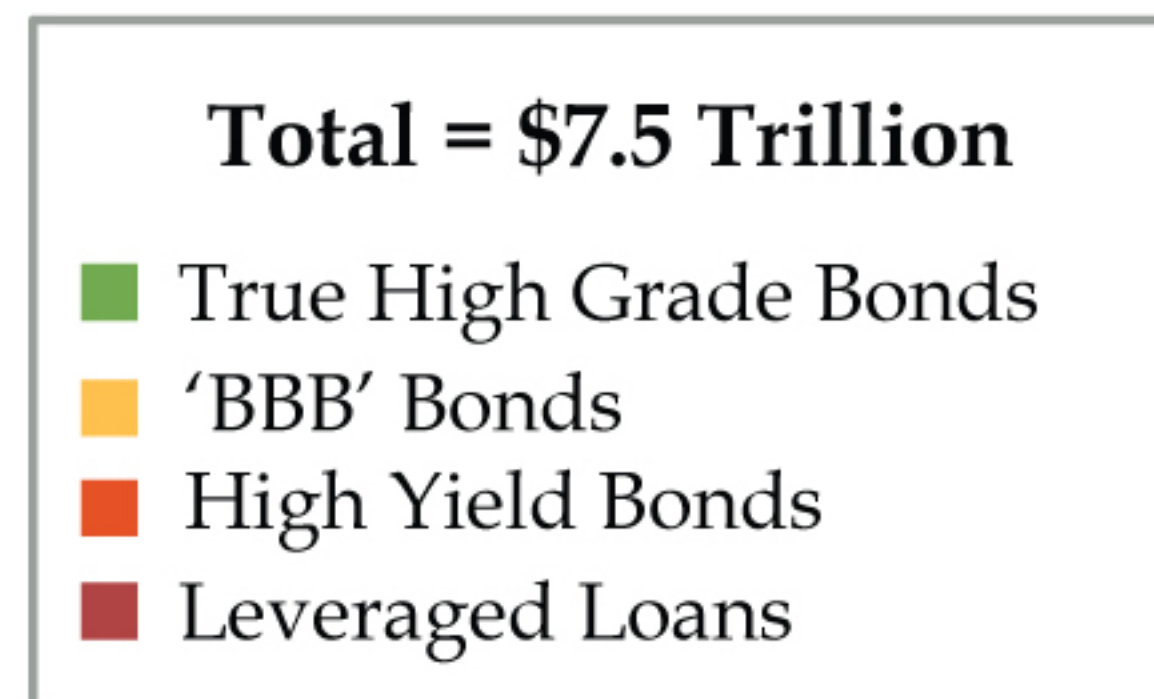 Total = $7.5 Trillion
True High Grade Bonds
‘BBB’ Bonds
High Yield Bonds
Leveraged Loans